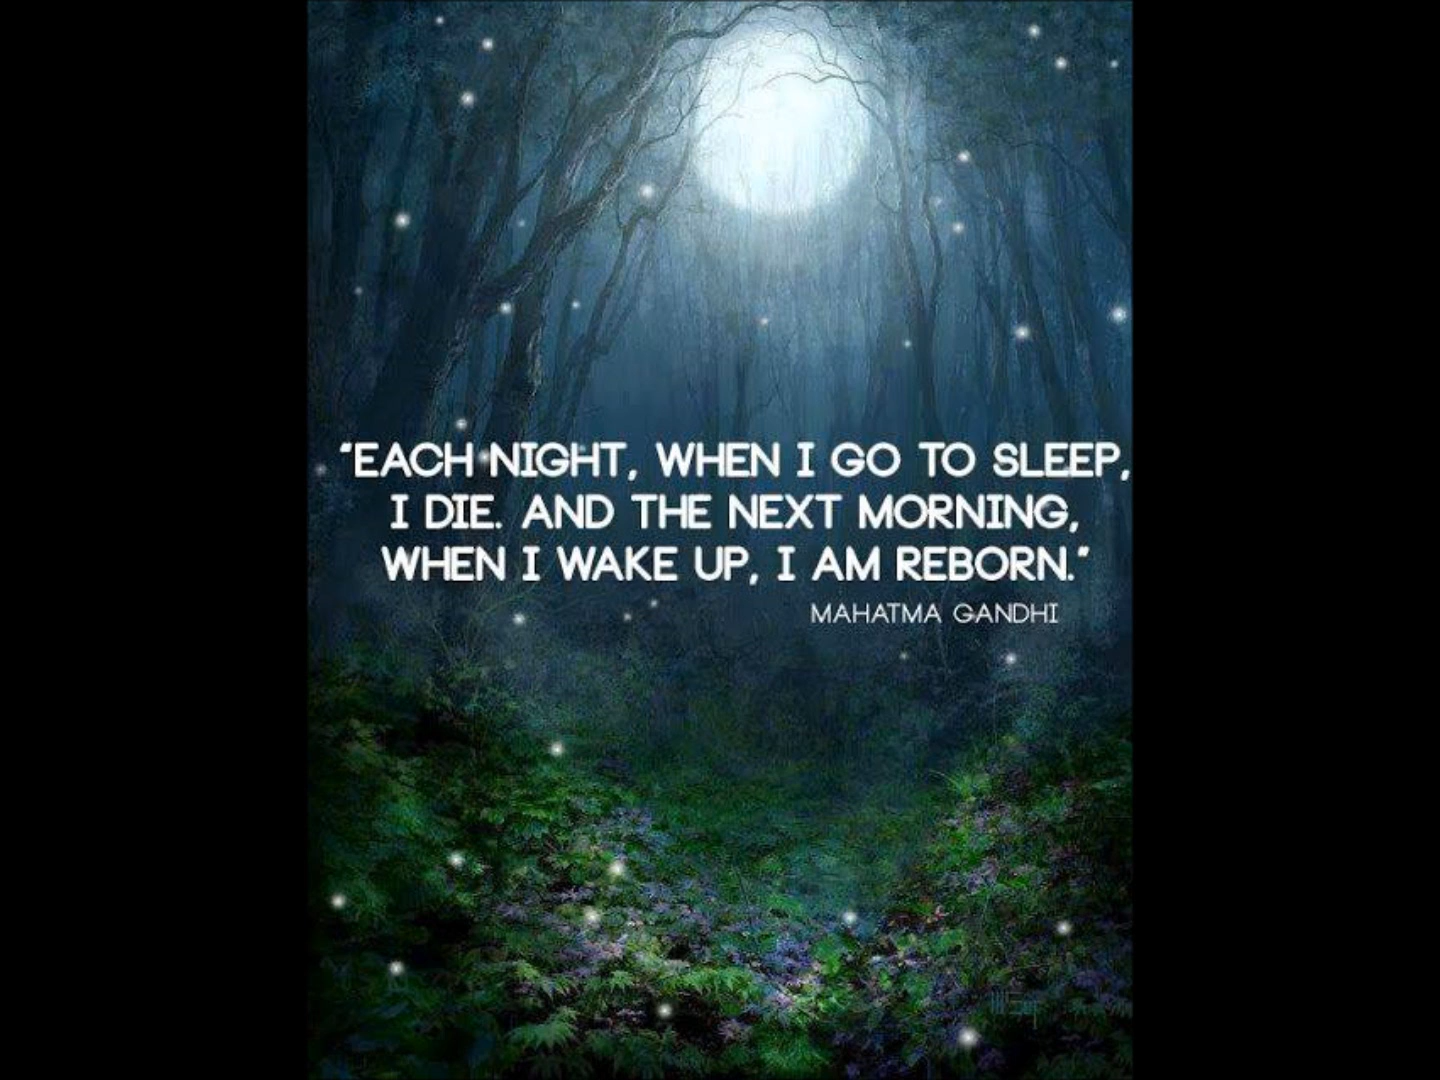 "EACH NIGHT, WHEN I GO TO SLEEP,
I DIE. AND THE NEXT MORNING,
WHEN I WAKE UP, I AM REBORN."
MAHATMA GANDHI